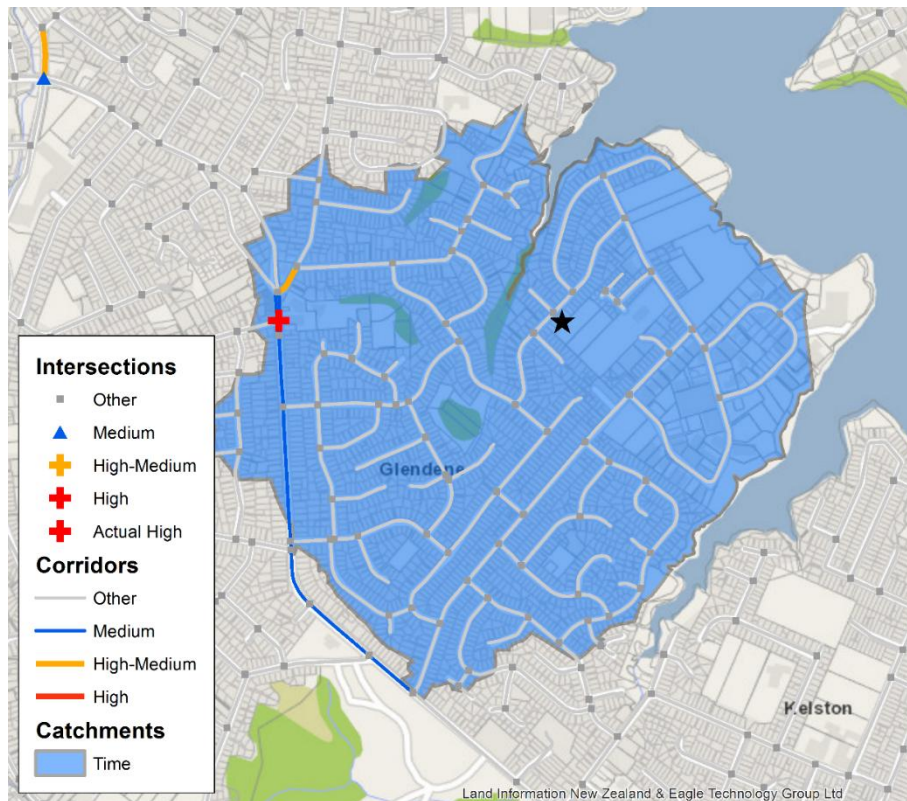 Glendene
Intersections
Other
Medium
High-Medium
High
Actual High
Corridors
Other
Medium
High-Medium
High
Catchments
Time
Kelston
Land Information New Zealand & Eagle Technology Group Ltd